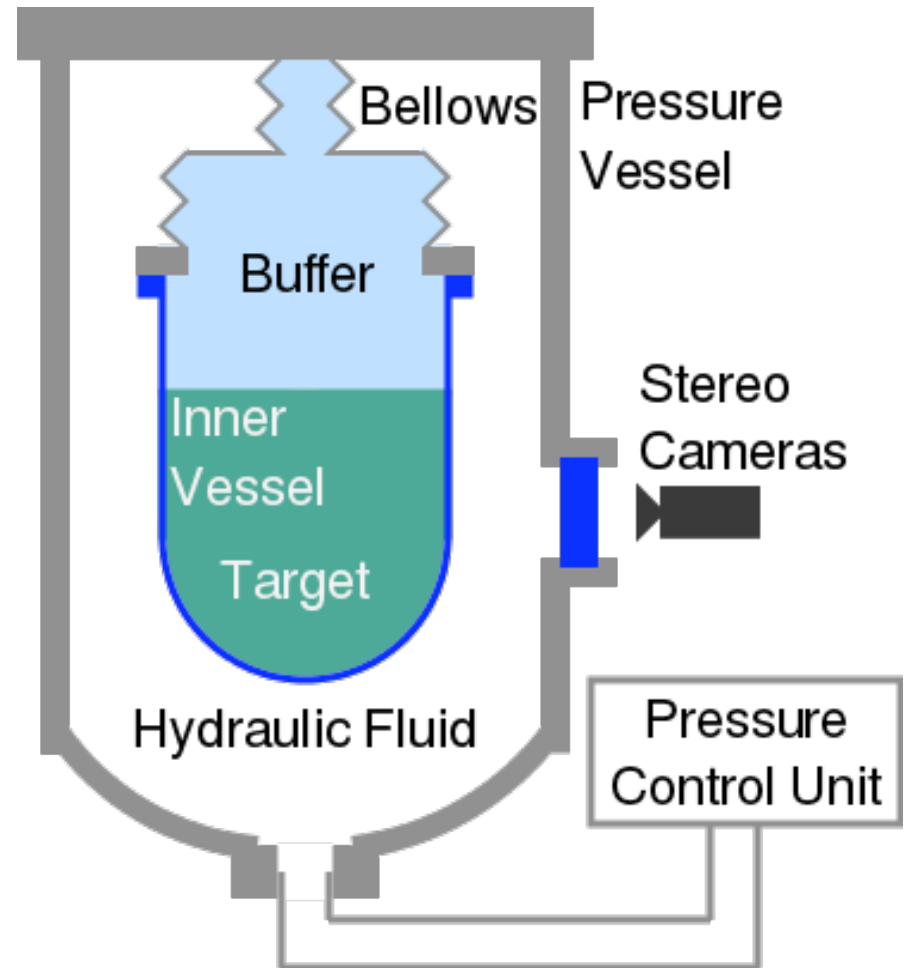 Bellows
Pressure
Vessel
Buffer
Stereo
Cameras
Inner
Vessel
Target
Hydraulic Fluid
Pressure
Control Unit